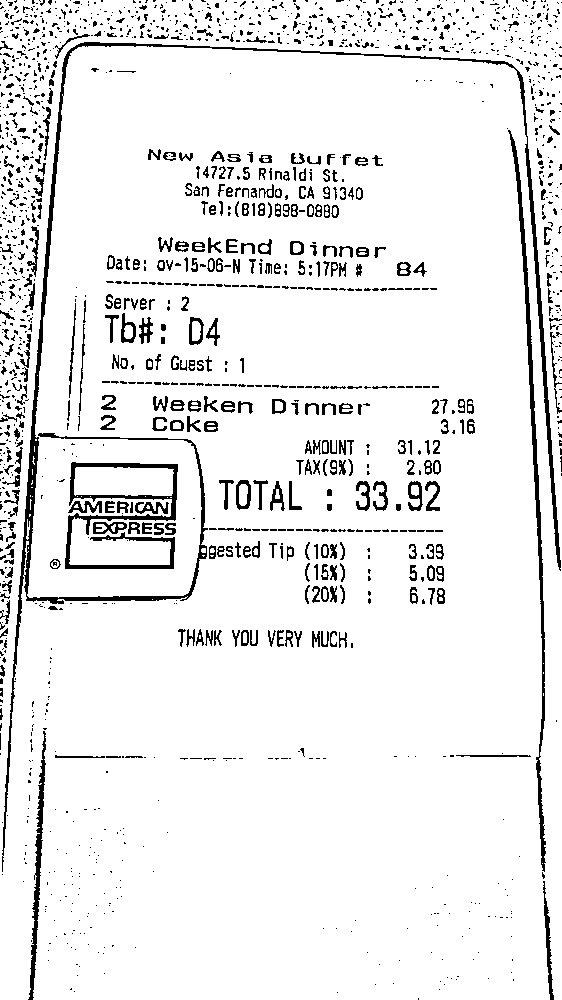 New Asia Buffet
14727.5 Rinaldi St.
San Fernando, CA 91340
Tel:(818)898-0880
WeekEnd Dinner
Date: ov-15-06-N Time: 5:17PM # 84
Server : 2
Tb#: D4
No. of Guest : 1
2 Weeken Dinner 27.96
2 Coke 3.16
AMOUNT : 31.12
TAX(9%) : 2.80
TOTAL : 33.92
AMERICAN
EXPRESS
®
ggested Tip (10%) : 3.39
(15%) : 5.09
(20%) : 6.78
THANK YOU VERY MUCH.